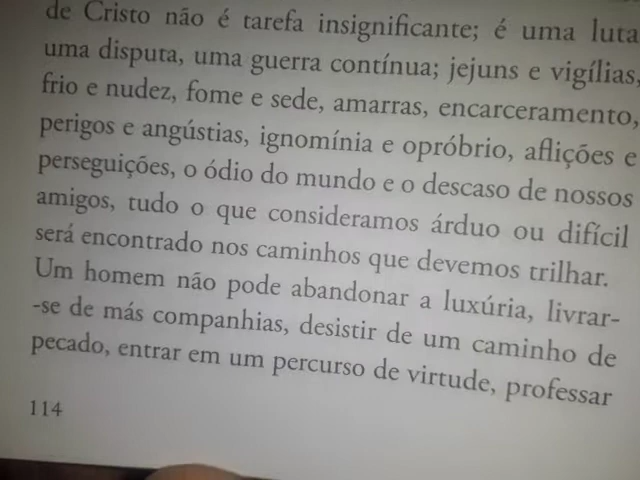 de Cristo não é tarefa insignificante; é uma luta
uma disputa, uma guerra contínua; jejuns e vigílias,
frio e nudez, fome e sede, amarras, encarceramento,
perigos e angústias, ignomínia e opróbrio, aflições e
perseguições, o ódio do mundo e o descaso de nossos
amigos, tudo o que consideramos árduo ou difícil
será encontrado nos caminhos que devemos trilhar.
Um homem não pode abandonar a luxúria, livrar-
-se de más companhias, desistir de um caminho de
pecado, entrar em um percurso de virtude, professar
114